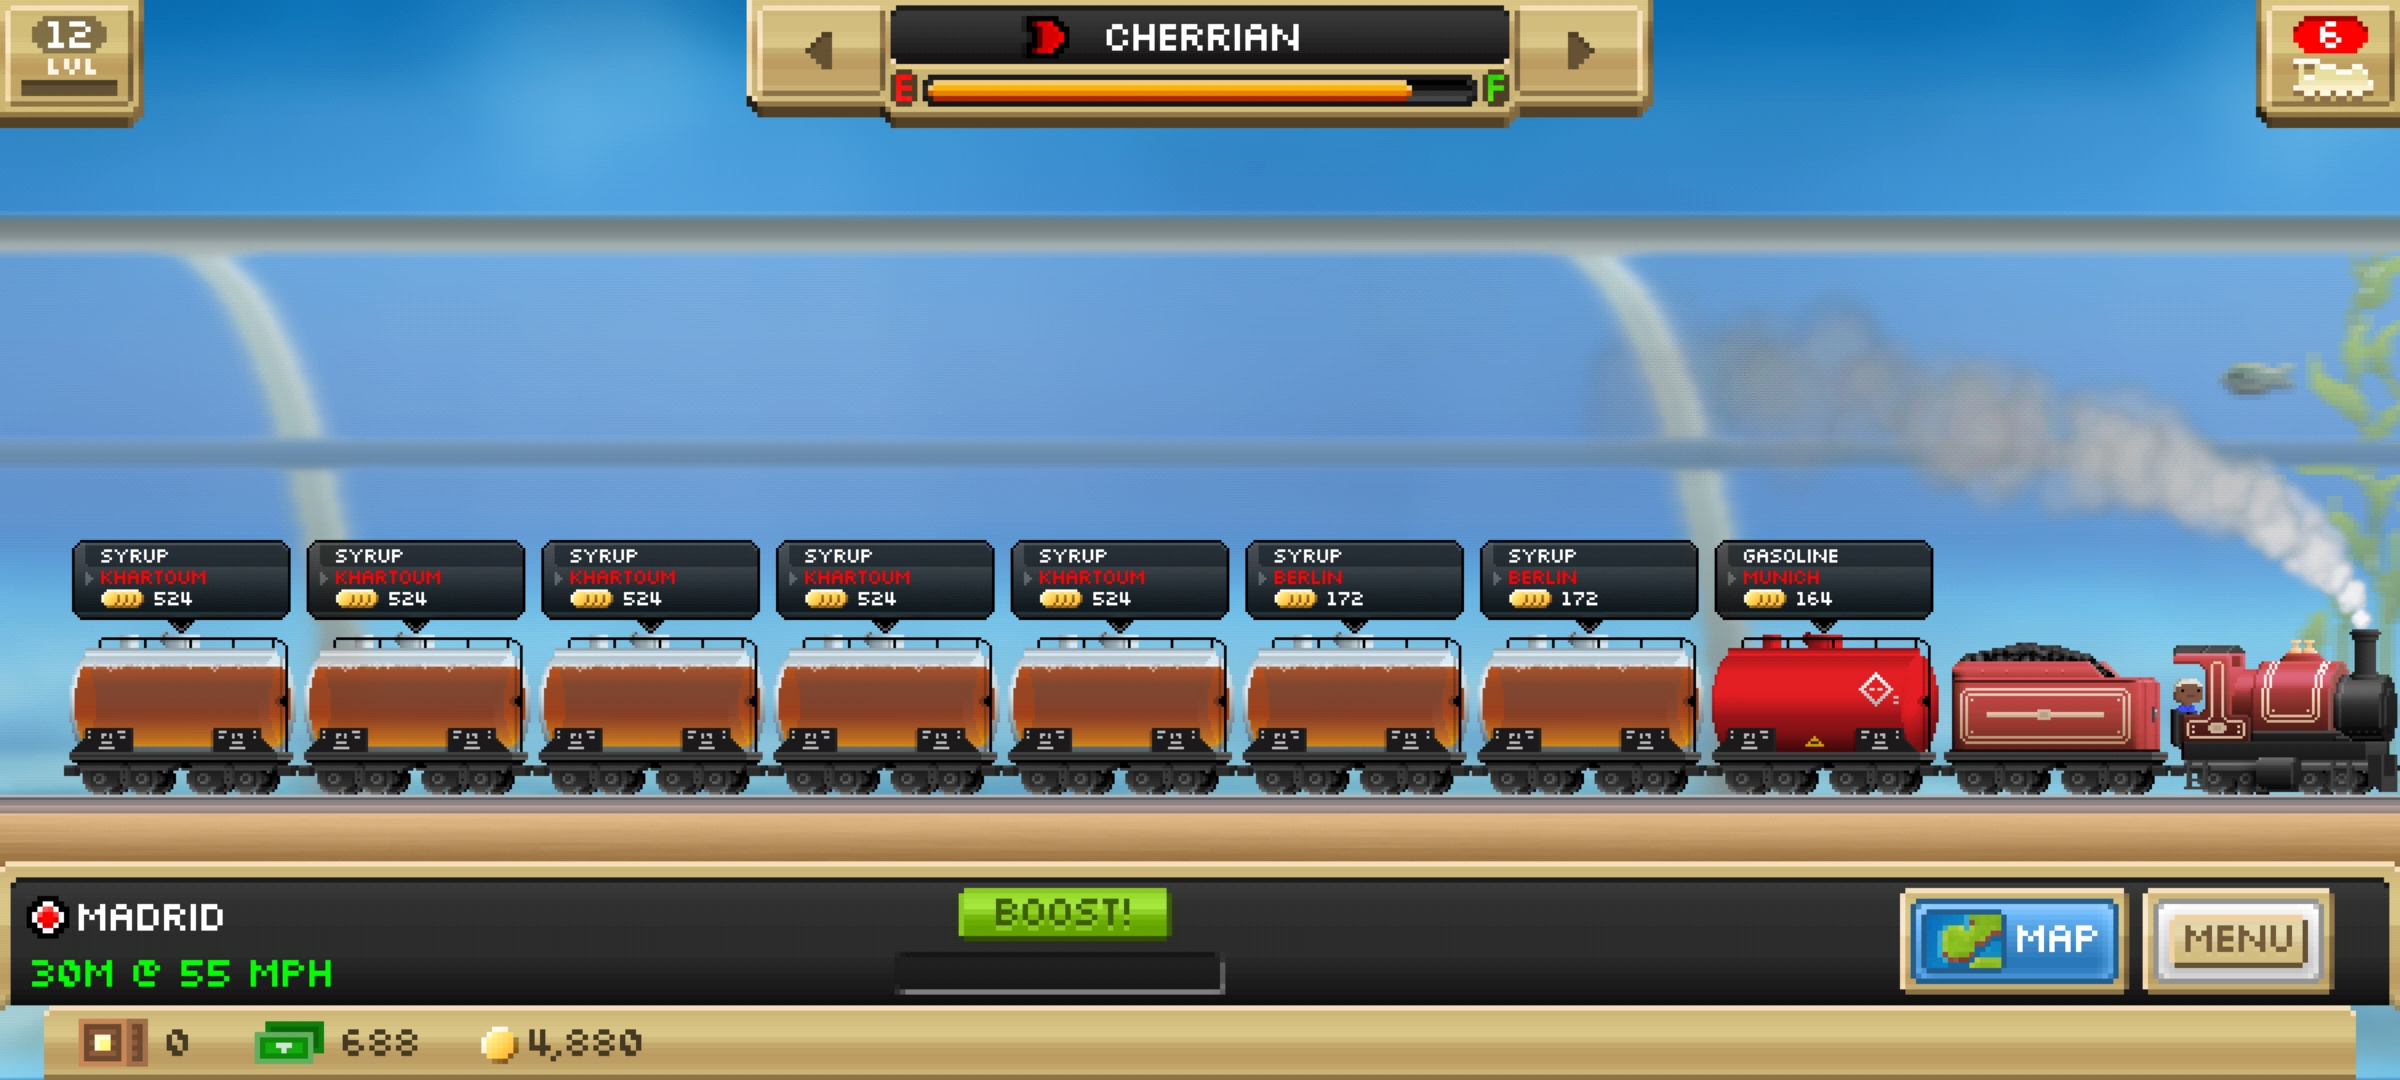 12
LVL
CHERRIAN
E F
6
SYRUP
KHARTOUM
524
SYRUP
KHARTOUM
524
SYRUP
KHARTOUM
524
SYRUP
KHARTOUM
524
SYRUP
KHARTOUM
524
SYRUP
BERLIN
172
SYRUP
BERLIN
172
GASOLINE
MUNICH
164
MADRID
30M @ 55 MPH
BOOST!
MAP
MENU
0
688
4,880